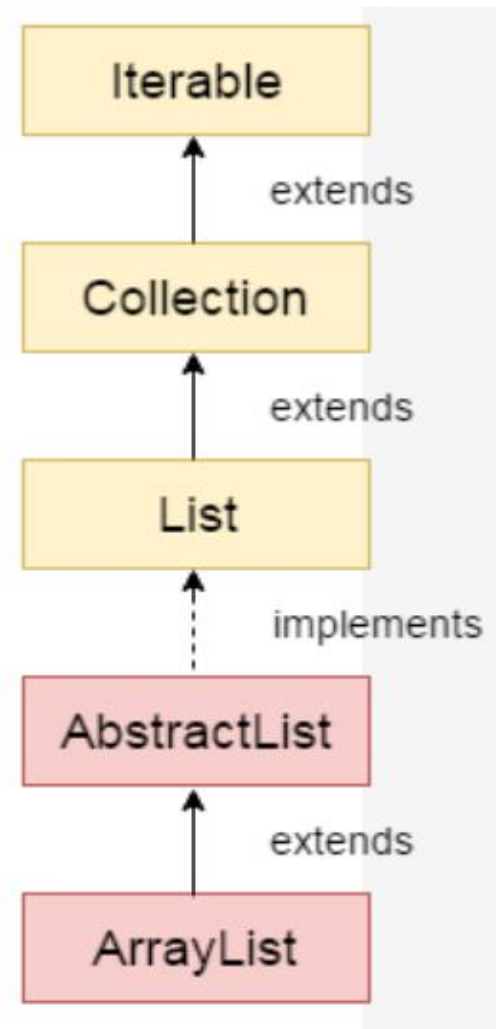 Iterable
extends
Collection
extends
List
implements
AbstractList
extends
ArrayList